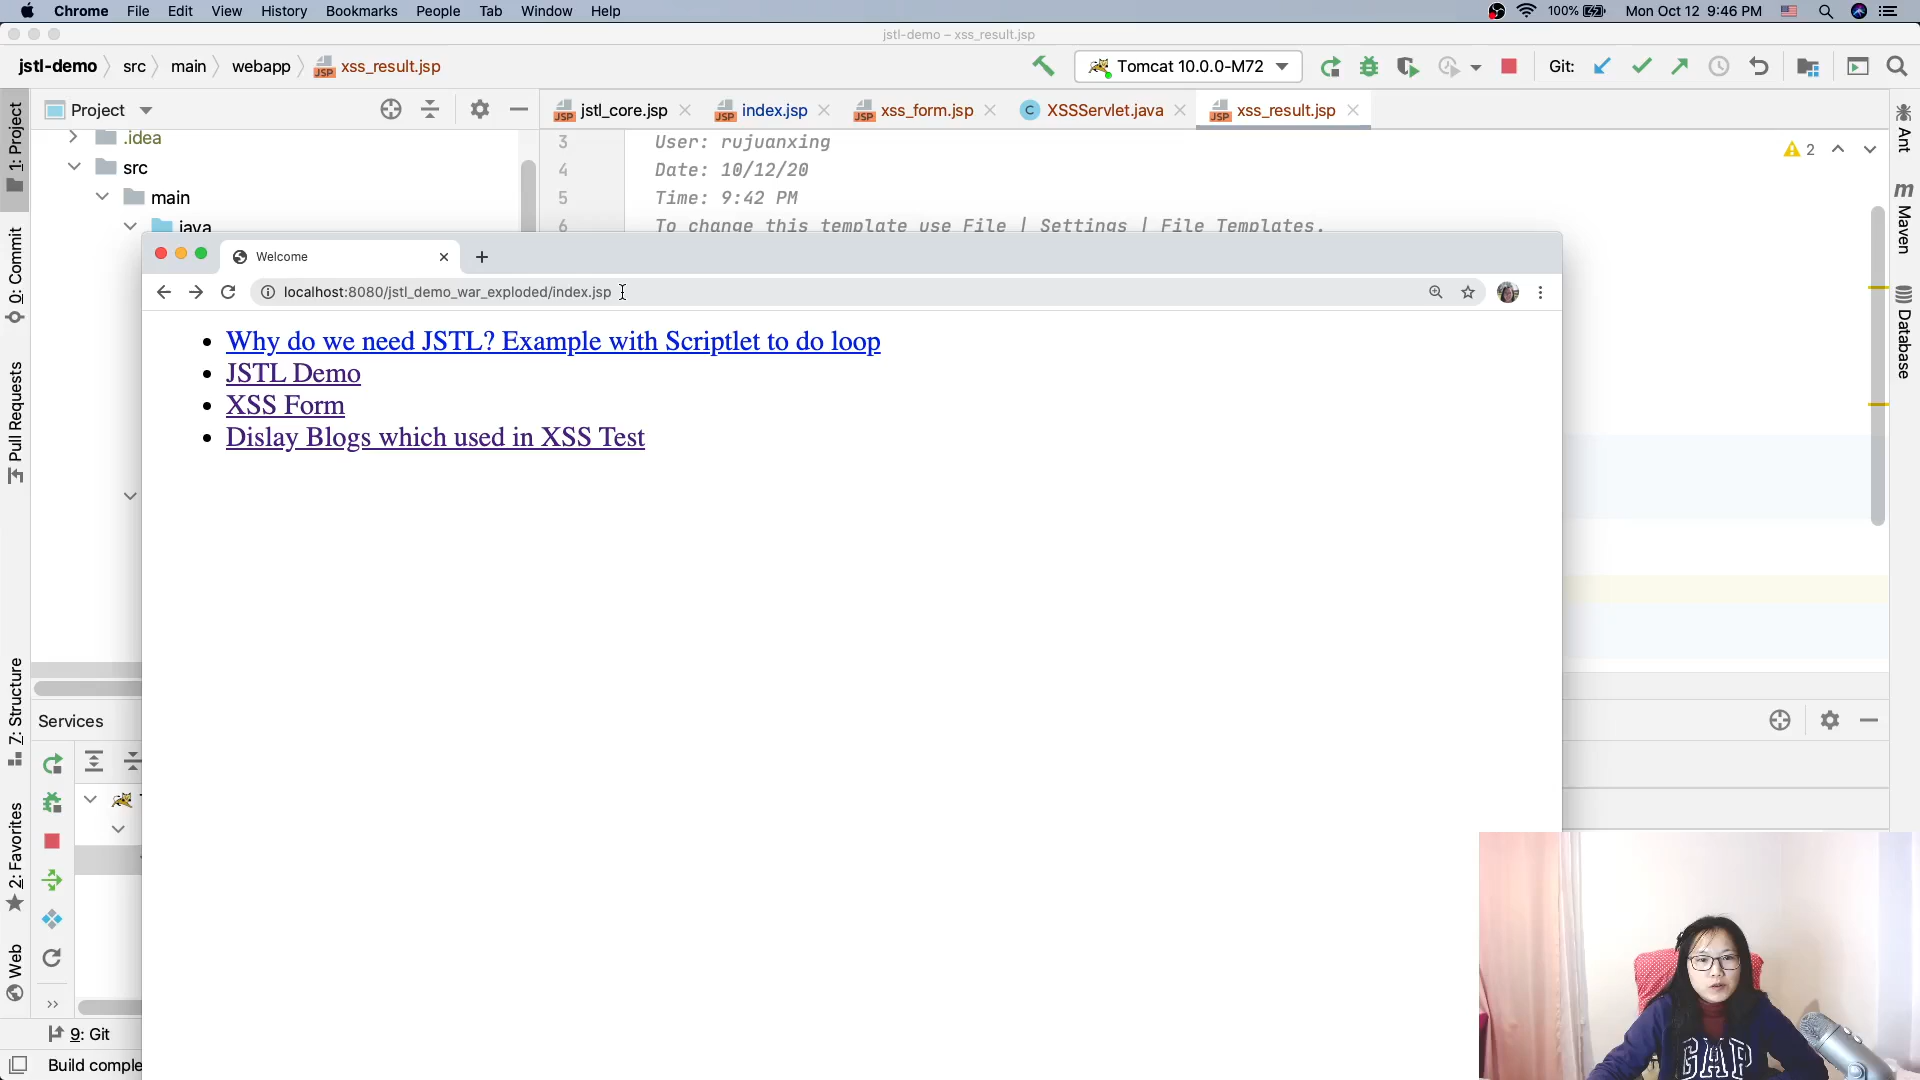 Chrome File Edit View History Bookmarks People Tab Window Help 100% Mon Oct 12 9:46 PM
jstl-demo – xss_result.jsp
jstl-demo src main webapp JSP xss_result.jsp Tomcat 10.0.0-M72 Git:
Project JSP jstl_core.jsp JSP index.jsp JSP xss_form.jsp C XSSServlet.java JSP xss_result.jsp
1: Project
0: Commit
Pull Requests
7: Structure
2: Favorites
Web
.idea
src
main
java
3 User: rujuanxing
4 Date: 10/12/20
5 Time: 9:42 PM
6 To change this template use File | Settings | File Templates.
2
Ant
m Maven
Database
Welcome
localhost:8080/jstl_demo_war_exploded/index.jsp
• Why do we need JSTL? Example with Scriptlet to do loop
• JSTL Demo
• XSS Form
• Dislay Blogs which used in XSS Test
Services
9: Git
Build comple
GAP